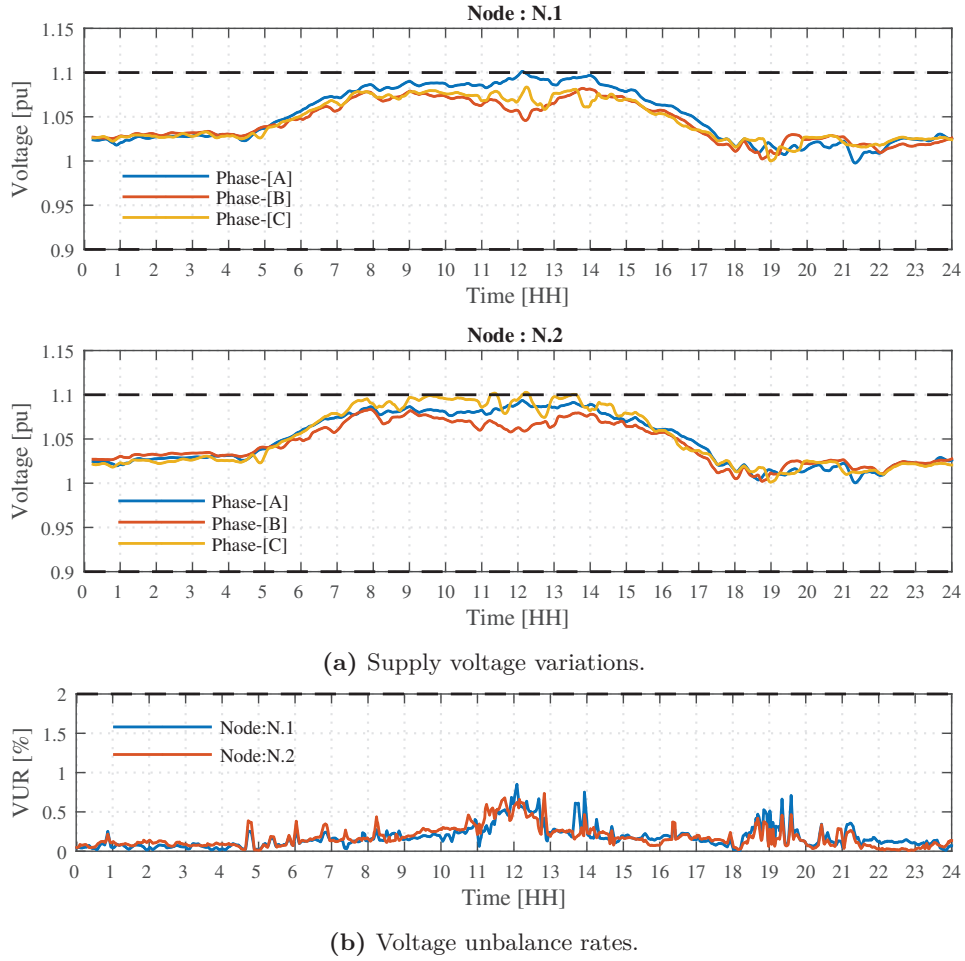 Node : N.1
1.15
1.1
1.05
1
0.95
0.9
Voltage [pu]
Phase-[A]
Phase-[B]
Phase-[C]
0 1 2 3 4 5 6 7 8 9 10 11 12 13 14 15 16 17 18 19 20 21 22 23 24
Time [HH]
Node : N.2
1.15
1.1
1.05
1
0.95
0.9
Voltage [pu]
Phase-[A]
Phase-[B]
Phase-[C]
0 1 2 3 4 5 6 7 8 9 10 11 12 13 14 15 16 17 18 19 20 21 22 23 24
Time [HH]
(a) Supply voltage variations.
2
1.5
1
0.5
0
VUR [%]
Node:N.1
Node:N.2
0 1 2 3 4 5 6 7 8 9 10 11 12 13 14 15 16 17 18 19 20 21 22 23 24
Time [HH]
(b) Voltage unbalance rates.